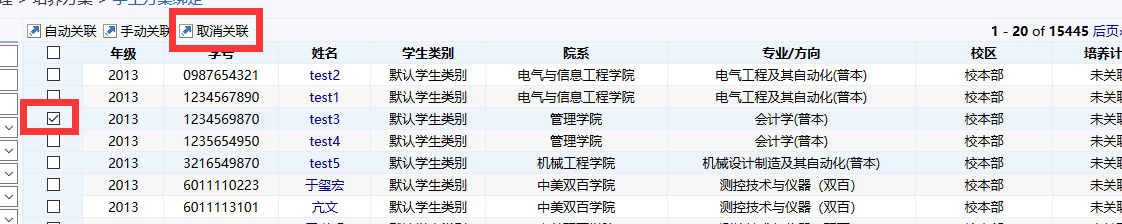 理 > 培养方案 > 学生方案绑定
自动关联 手动关联 取消关联 1 - 20 of 15445 后页»
年级 学号 姓名 学生类别 院系 专业/方向 校区 培养计
2013 0987654321 test2 默认学生类别 电气与信息工程学院 电气工程及其自动化(普本) 校本部 未关联
2013 1234567890 test1 默认学生类别 电气与信息工程学院 电气工程及其自动化(普本) 校本部 未关联
2013 1234569870 test3 默认学生类别 管理学院 会计学(普本) 校本部 未关联
2013 1235654950 test4 默认学生类别 管理学院 会计学(普本) 校本部 未关联
2013 3216549870 test5 默认学生类别 机械工程学院 机械设计制造及其自动化(普本) 校本部 未关联
2013 6011110223 于玺宏 默认学生类别 中美双百学院 测控技术与仪器（双百） 校本部 未关联
2013 6011113101 亢文 默认学生类别 中美双百学院 测控技术与仪器（双百） 校本部 未关联